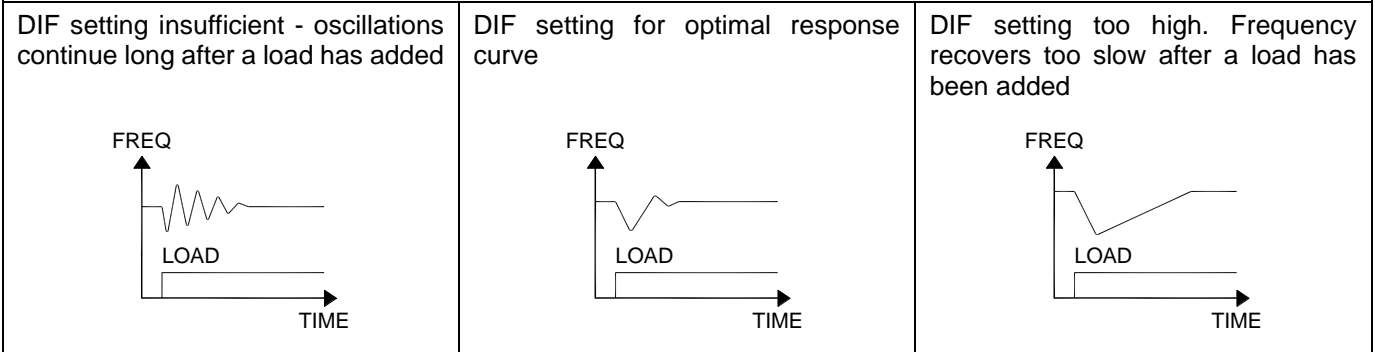 DIF setting insufficient - oscillations
continue long after a load has added
FREQ
LOAD
TIME
DIF setting for optimal response
curve
FREQ
LOAD
TIME
DIF setting too high. Frequency
recovers too slow after a load has
been added
FREQ
LOAD
TIME